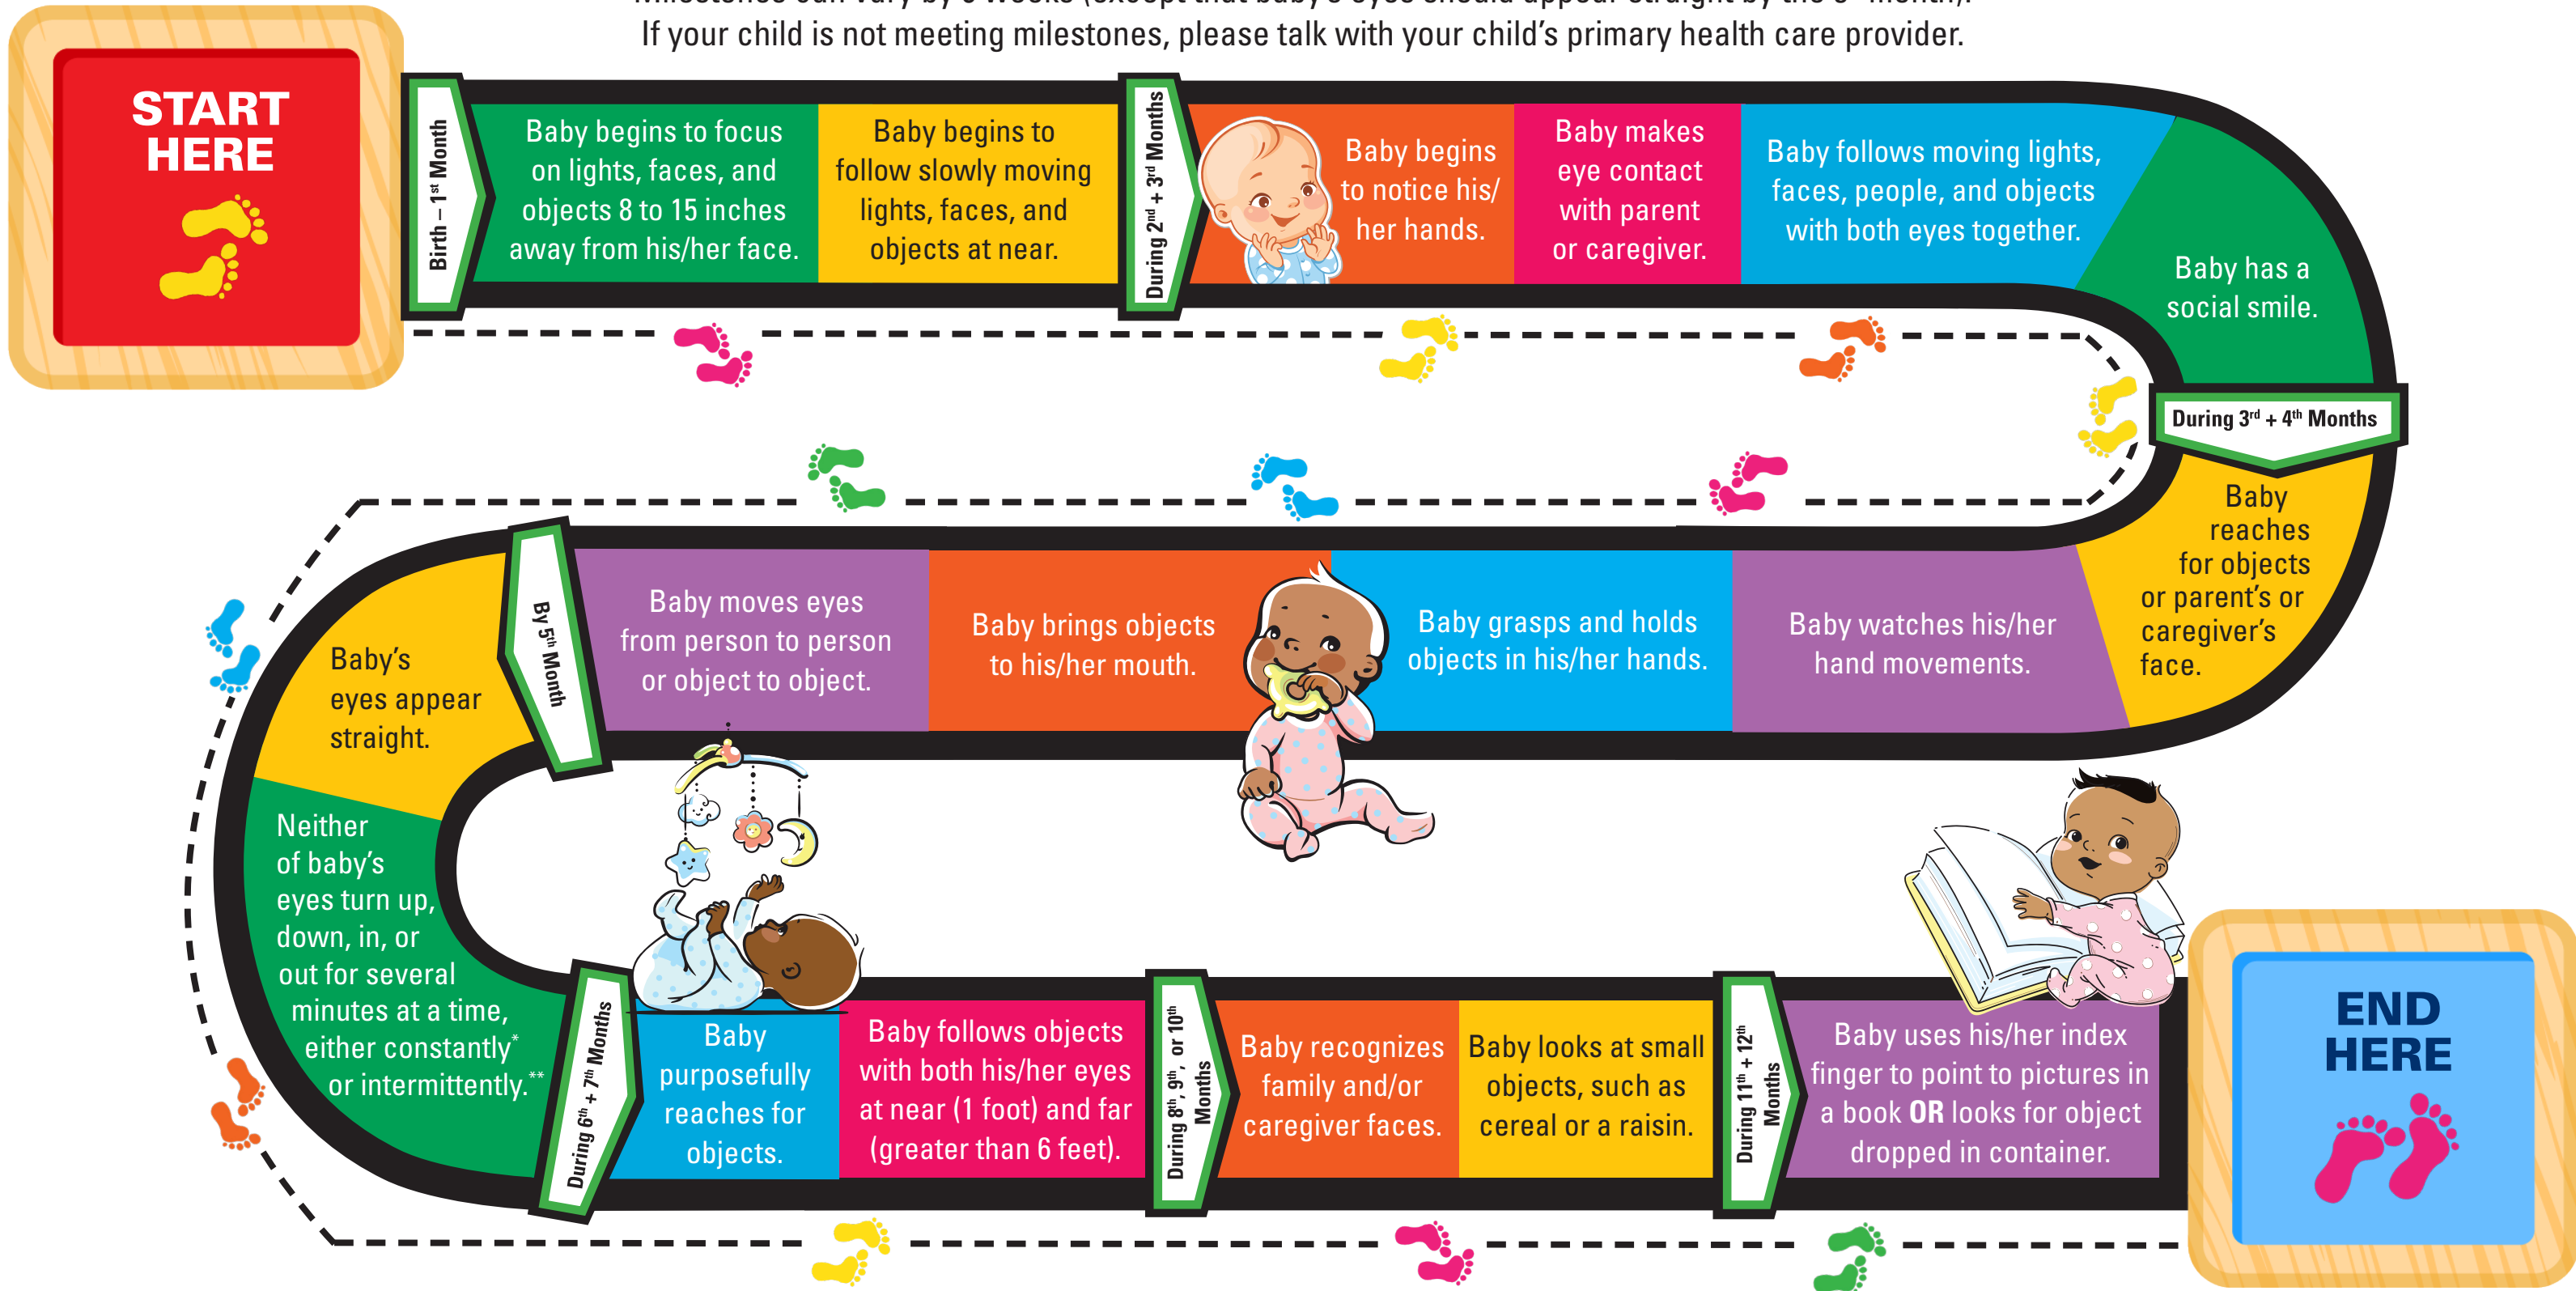 If your child is not meeting milestones, please talk with your child's primary health care provider.
START
HERE
Birth – 1st Month
Baby begins to focus
on lights, faces, and
objects 8 to 15 inches
away from his/her face.
Baby begins to
follow slowly moving
lights, faces, and
objects at near.
During 2nd + 3rd Months
Baby begins
to notice his/
her hands.
Baby makes
eye contact
with parent
or caregiver.
Baby follows moving lights,
faces, people, and objects
with both eyes together.
Baby has a
social smile.
During 3rd + 4th Months
Baby
reaches
for objects
or parent's or
caregiver's
face.
Baby watches his/her
hand movements.
Baby grasps and holds
objects in his/her hands.
Baby brings objects
to his/her mouth.
Baby moves eyes
from person to person
or object to object.
By 5th Month
Baby's
eyes appear
straight.
Neither
of baby's
eyes turn up,
down, in, or
out for several
minutes at a time,
either constantly*
or intermittently.**
During 6th + 7th Months
Baby
purposefully
reaches for
objects.
Baby follows objects
with both his/her eyes
at near (1 foot) and far
(greater than 6 feet).
During 8th, 9th, or 10th
Months
Baby recognizes
family and/or
caregiver faces.
Baby looks at small
objects, such as
cereal or a raisin.
During 11th + 12th
Months
Baby uses his/her index
finger to point to pictures in
a book OR looks for object
dropped in container.
END
HERE